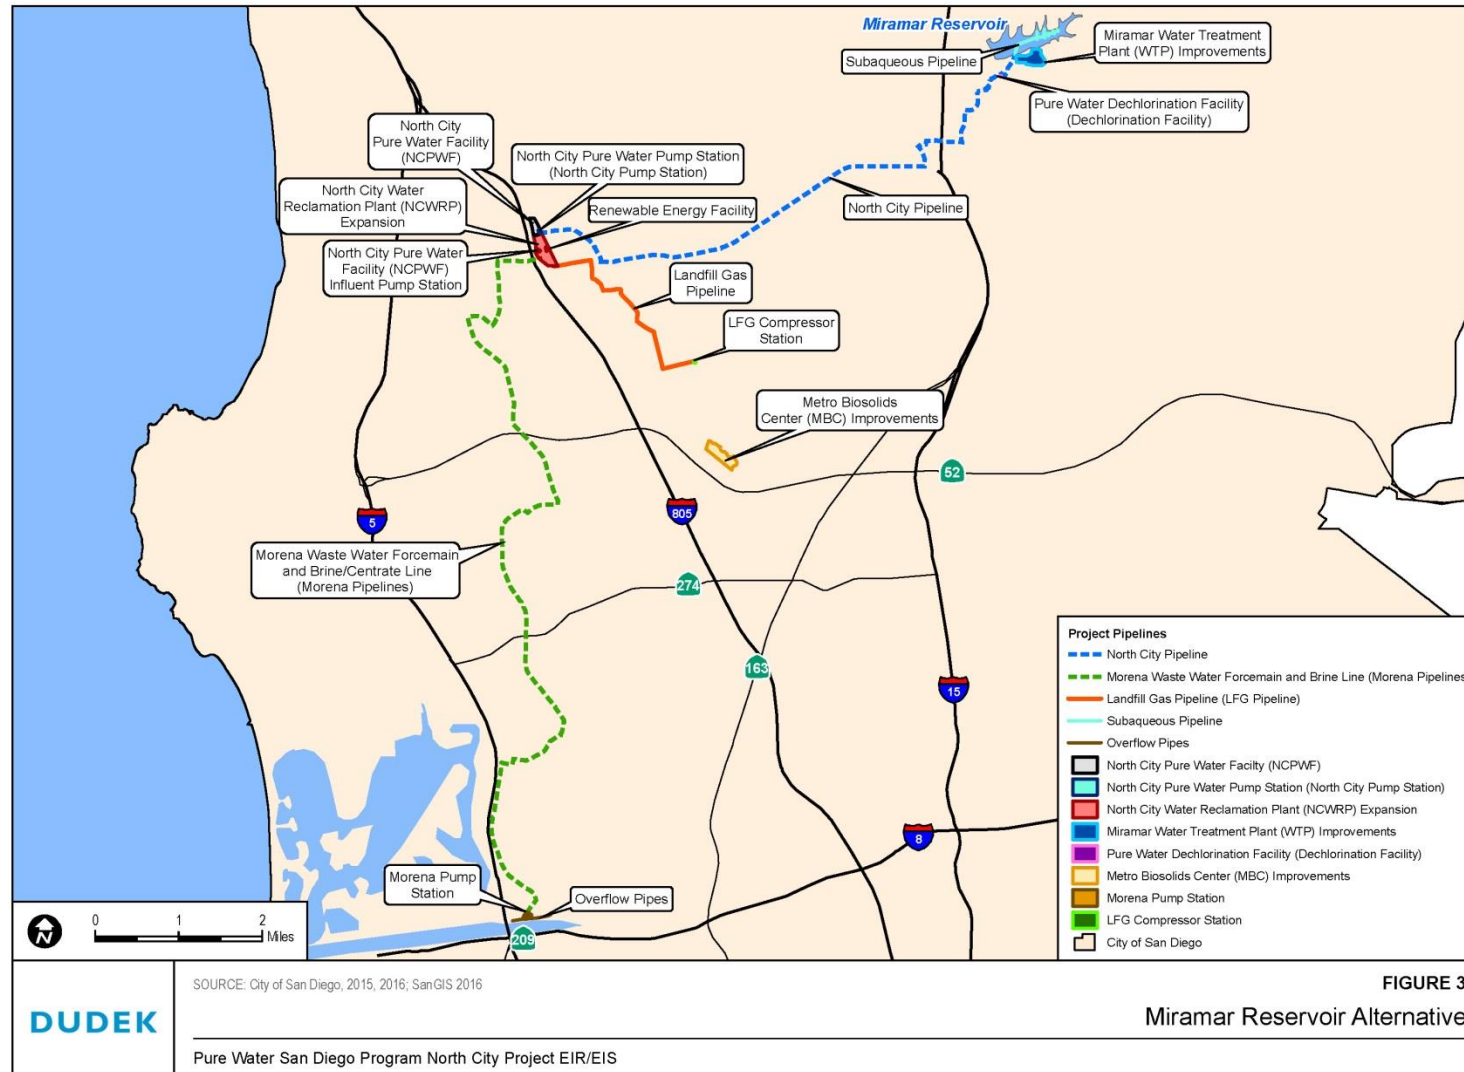 Miramar Reservoir
Miramar Water Treatment
Plant (WTP) Improvements
Subaqueous Pipeline
Pure Water Dechlorination Facility
(Dechlorination Facility)
North City
Pure Water Facility
(NCPWF)
North City Pure Water Pump Station
(North City Pump Station)
North City Water
Reclamation Plant (NCWRP)
Expansion
Renewable Energy Facility
North City Pipeline
North City Pure Water
Facility (NCPWF)
Influent Pump Station
Landfill Gas
Pipeline
LFG Compressor
Station
Metro Biosolids
Center (MBC) Improvements
52
805
5
Morena Waste Water Forcemain
and Brine/Centrate Line
(Morena Pipelines)
274
163
15
8
Morena Pump
Station
Overflow Pipes
209
N
0 1 2
Miles
Project Pipelines
North City Pipeline
Morena Waste Water Forcemain and Brine Line (Morena Pipelines
Landfill Gas Pipeline (LFG Pipeline)
Subaqueous Pipeline
Overflow Pipes
North City Pure Water Facilty (NCPWF)
North City Pure Water Pump Station (North City Pump Station)
North City Water Reclamation Plant (NCWRP) Expansion
Miramar Water Treatment Plant (WTP) Improvements
Pure Water Dechlorination Facility (Dechlorination Facility)
Metro Biosolids Center (MBC) Improvements
Morena Pump Station
LFG Compressor Station
City of San Diego
DUDEK
SOURCE: City of San Diego, 2015, 2016; SanGIS 2016
FIGURE 3
Miramar Reservoir Alternative
Pure Water San Diego Program North City Project EIR/EIS